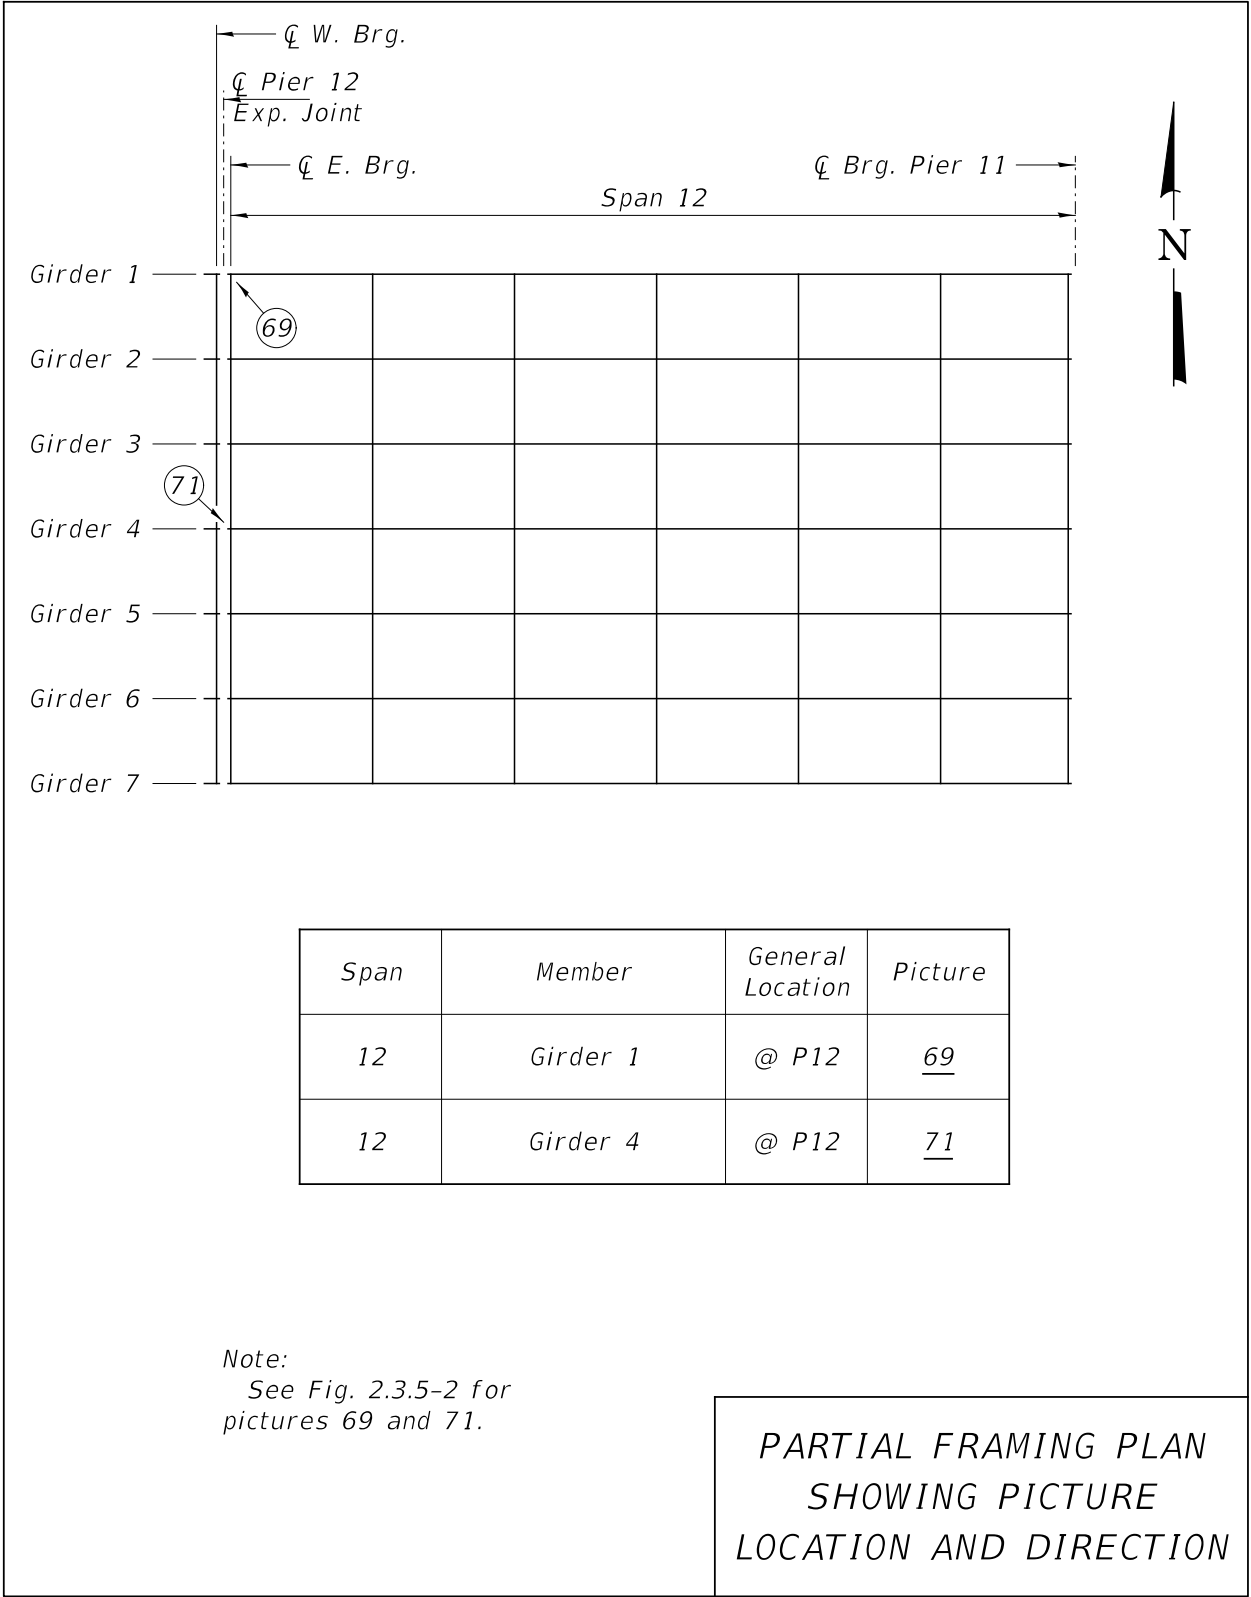 ℄ W. Brg.
℄ Pier 12
Exp. Joint
℄ E. Brg.
℄ Brg. Pier 11
Span 12
N
Girder 1
69
Girder 2
Girder 3
71
Girder 4
Girder 5
Girder 6
Girder 7
Span Member General Location Picture
12 Girder 1 @ P12 69
12 Girder 4 @ P12 71
Note:
See Fig. 2.3.5-2 for
pictures 69 and 71.
PARTIAL FRAMING PLAN
SHOWING PICTURE
LOCATION AND DIRECTION